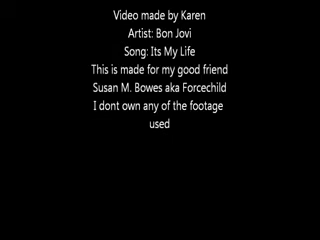 Video made by Karen
Artist: Bon Jovi
Song: Its My Life
This is made for my good friend
Susan M. Bowes aka Forcechild
I dont own any of the footage
used